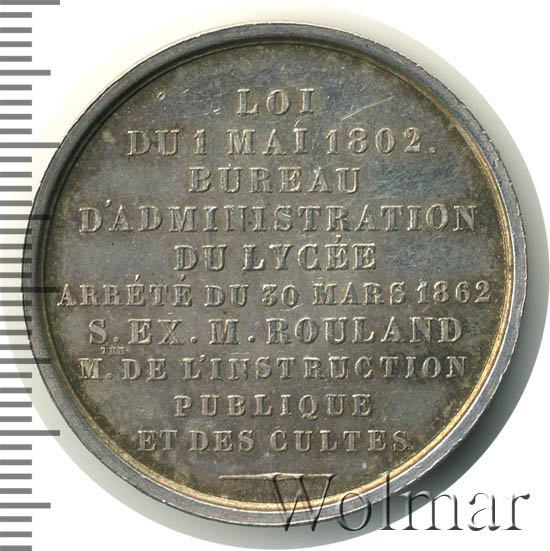 LOI
DU 1 MAI 1802.
BUREAU
D'ADMINISTRATION
DU LYCÉE
ARRÊTÉ DU 30 MARS 1862
S. EX. M. ROULAND
M.TRE DE L'INSTRUCTION
PUBLIQUE
ET DES CULTES.
Wolmar